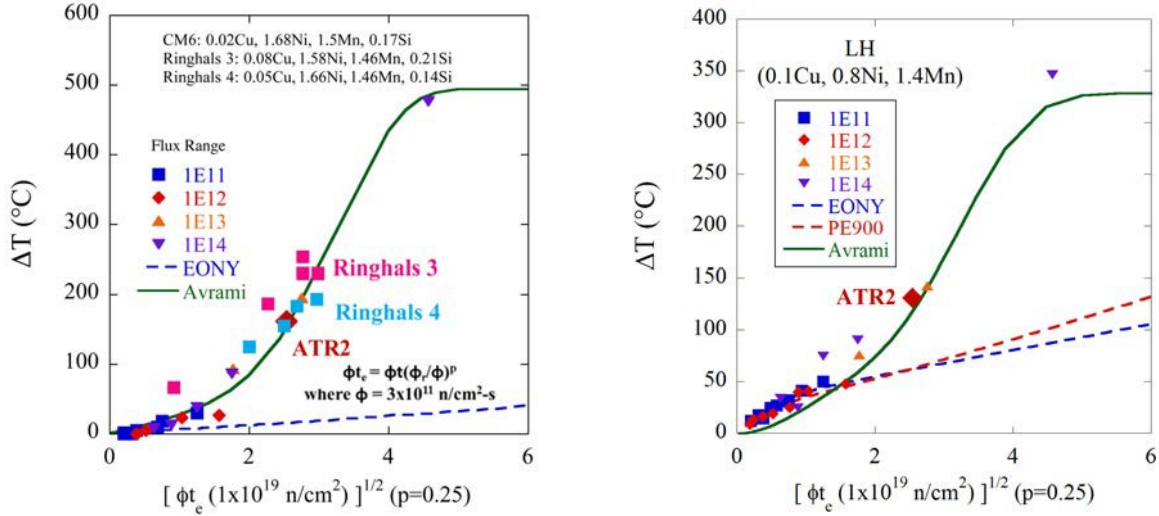 600
500
400
300
200
100
0
ΔT (°C)
CM6: 0.02Cu, 1.68Ni, 1.5Mn, 0.17Si
Ringhals 3: 0.08Cu, 1.58Ni, 1.46Mn, 0.21Si
Ringhals 4: 0.05Cu, 1.66Ni, 1.46Mn, 0.14Si
Flux Range
1E11
1E12
1E13
1E14
EONY
Avrami
Ringhals 3
Ringhals 4
ATR2
ϕtₑ = ϕt(ϕᵣ/ϕ)ᵖ
where ϕ = 3x10¹¹ n/cm²-s
0 2 4 6
[ ϕtₑ (1x10¹⁹ n/cm²) ]¹/² (p=0.25)
400
350
300
250
200
150
100
50
0
ΔT (°C)
LH
(0.1Cu, 0.8Ni, 1.4Mn)
1E11
1E12
1E13
1E14
EONY
PE900
Avrami
ATR2
0 2 4 6
[ ϕtₑ (1x10¹⁹ n/cm²) ]¹/² (p=0.25)